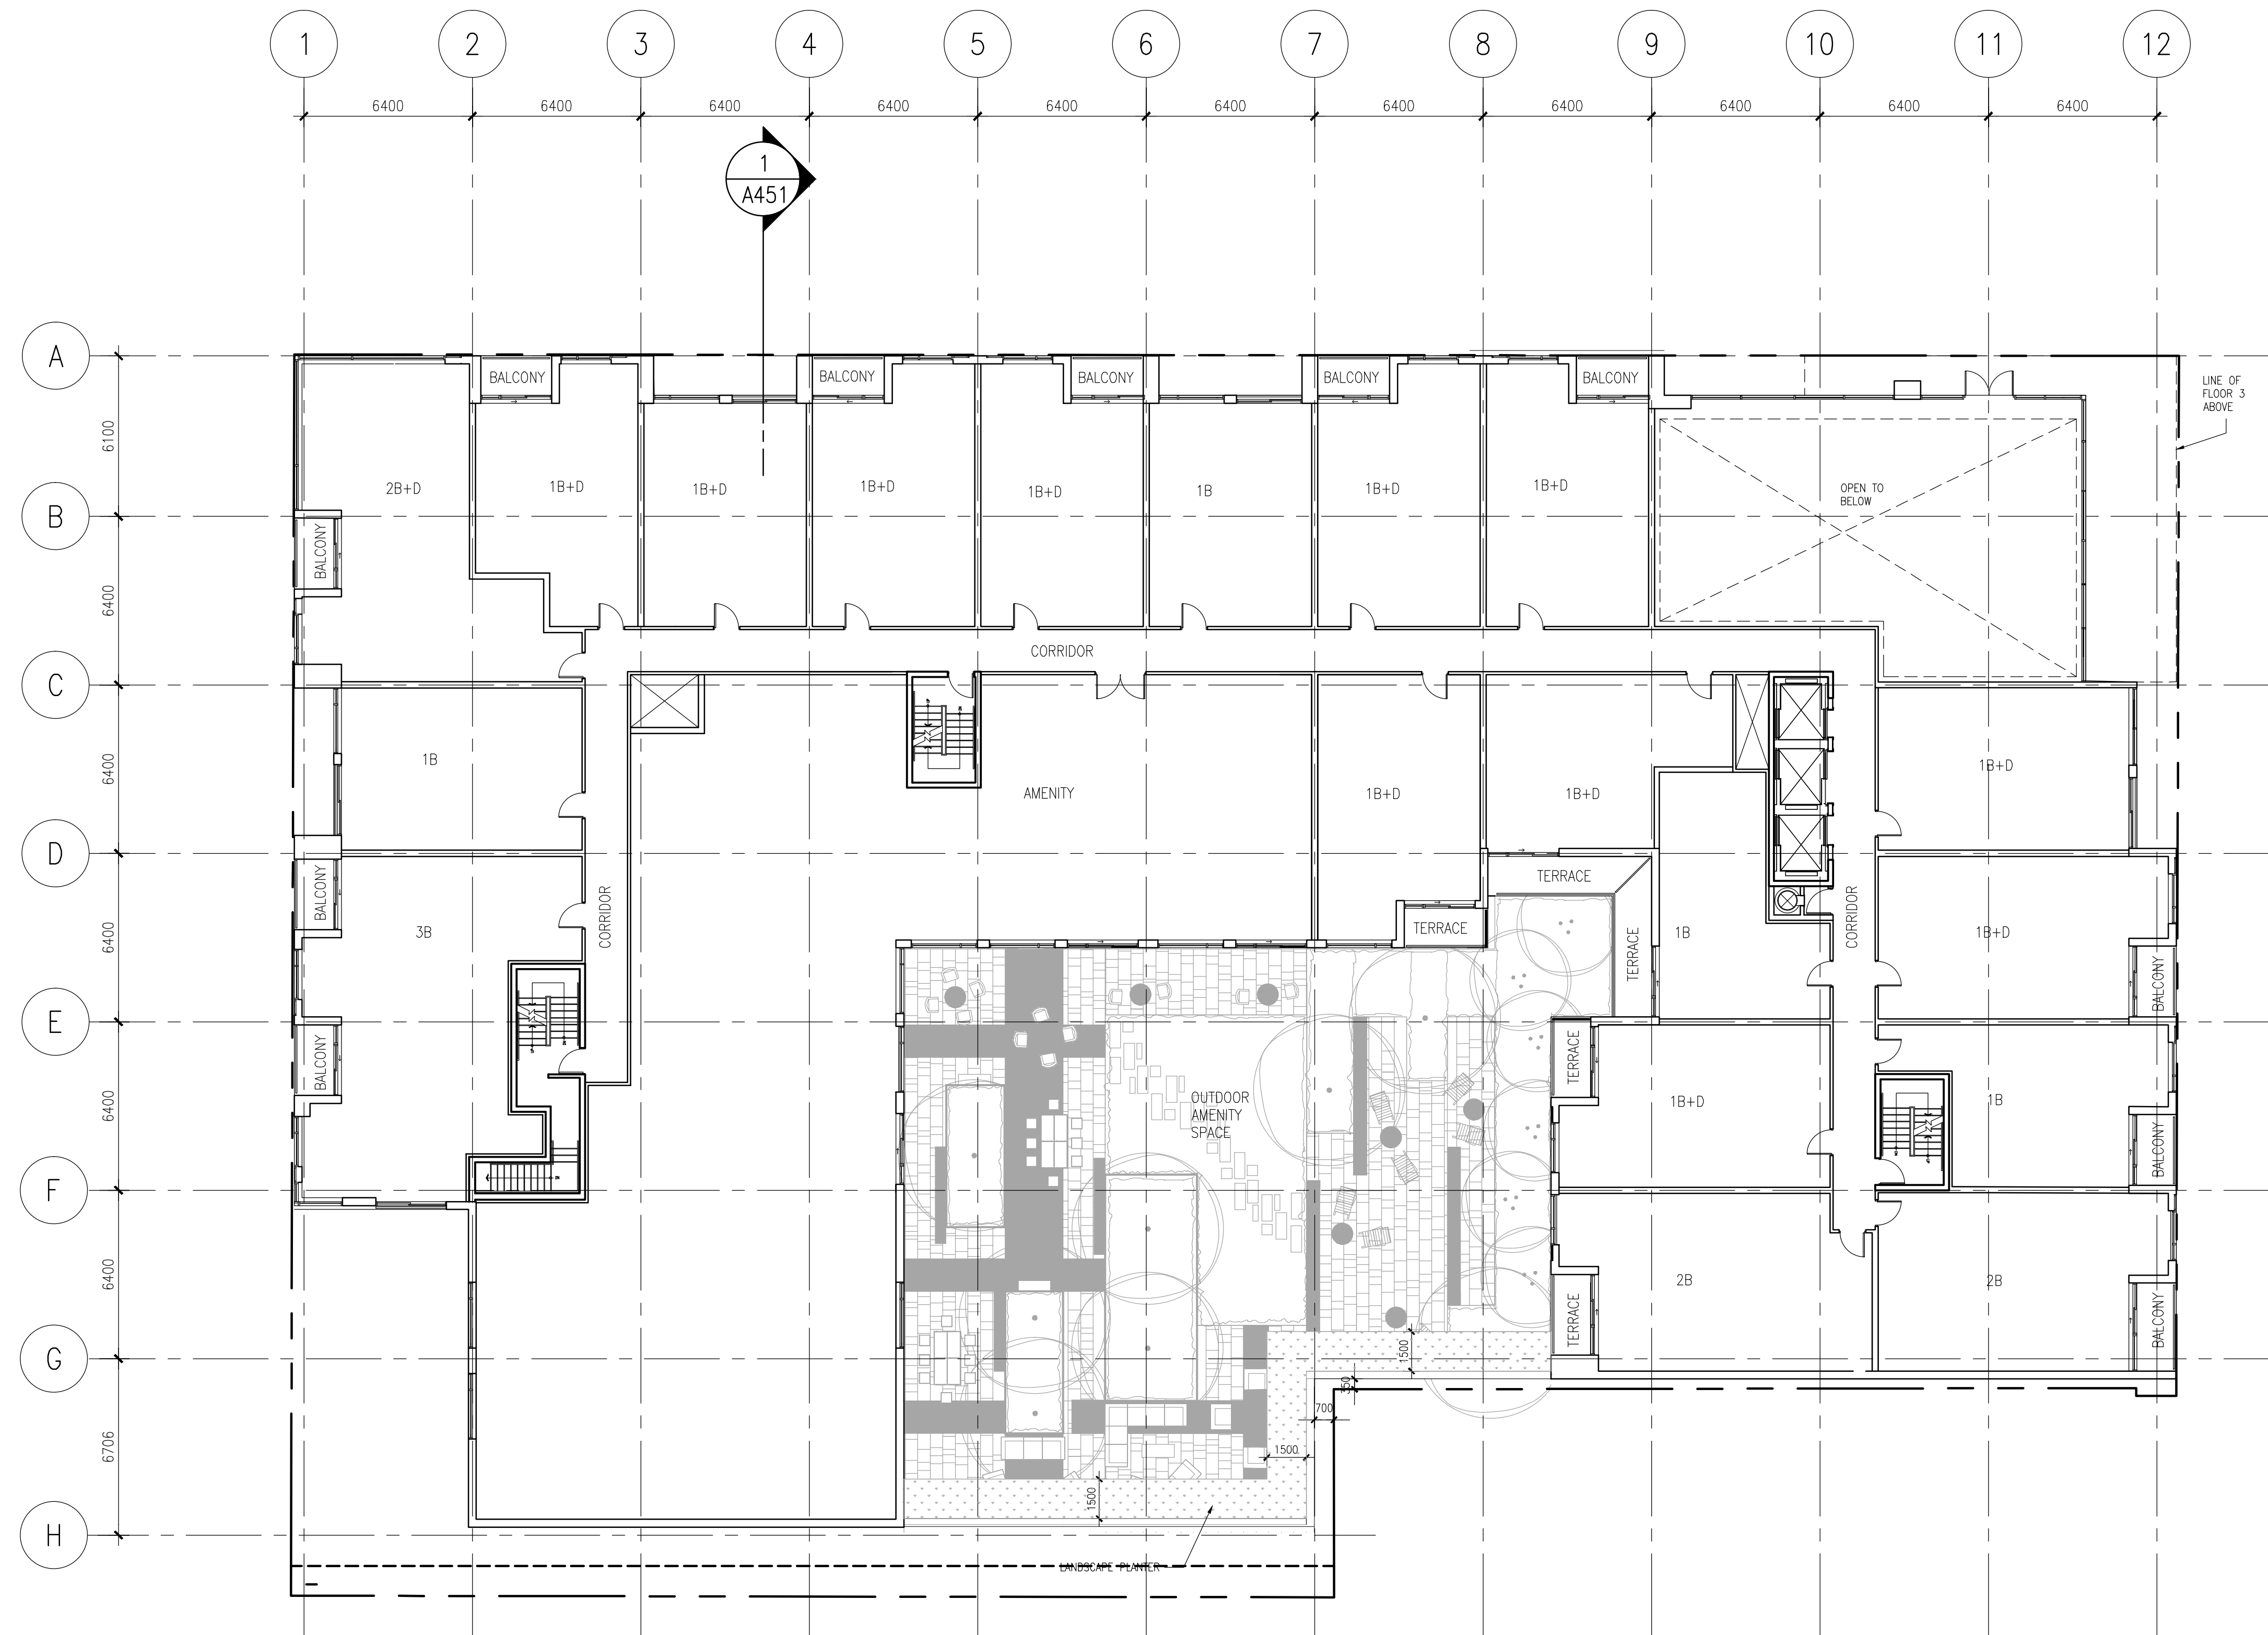 1 2 3 4 5 6 7 8 9 10 11 12
6400 6400 6400 6400 6400 6400 6400 6400 6400 6400 6400
1
A451
A
BALCONY BALCONY BALCONY BALCONY BALCONY
LINE OF
FLOOR 3
ABOVE
6100
2B+D 1B+D 1B+D 1B+D 1B+D 1B 1B+D 1B+D
OPEN TO
BELOW
B
BALCONY
6400
CORRIDOR
C
6400
1B
AMENITY
1B+D
1B+D
1B+D
D
BALCONY
TERRACE
6400
3B
CORRIDOR
TERRACE
TERRACE
1B
CORRIDOR
1B+D
BALCONY
E
BALCONY
TERRACE
6400
OUTDOOR
AMENITY
SPACE
1B+D
1B
BALCONY
F
6400
2B
2B
TERRACE
BALCONY
G
1500
350
700
6706
1500
1500
H
LANDSCAPE PLANTER